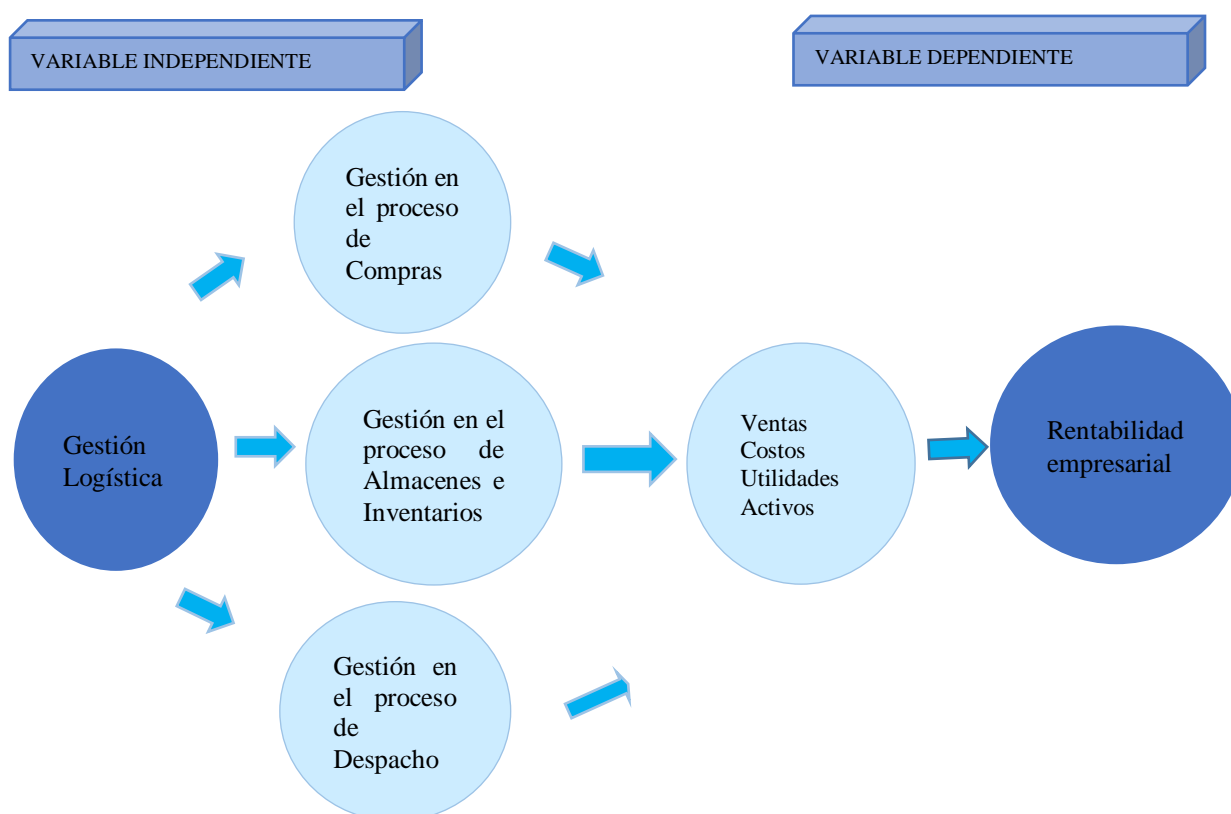 VARIABLE INDEPENDIENTE
VARIABLE DEPENDIENTE
Gestión en
el proceso
de
Compras
Gestión
Logística
Gestión en el
proceso de
Almacenes e
Inventarios
Ventas
Costos
Utilidades
Activos
Rentabilidad
empresarial
Gestión en
el proceso
de
Despacho